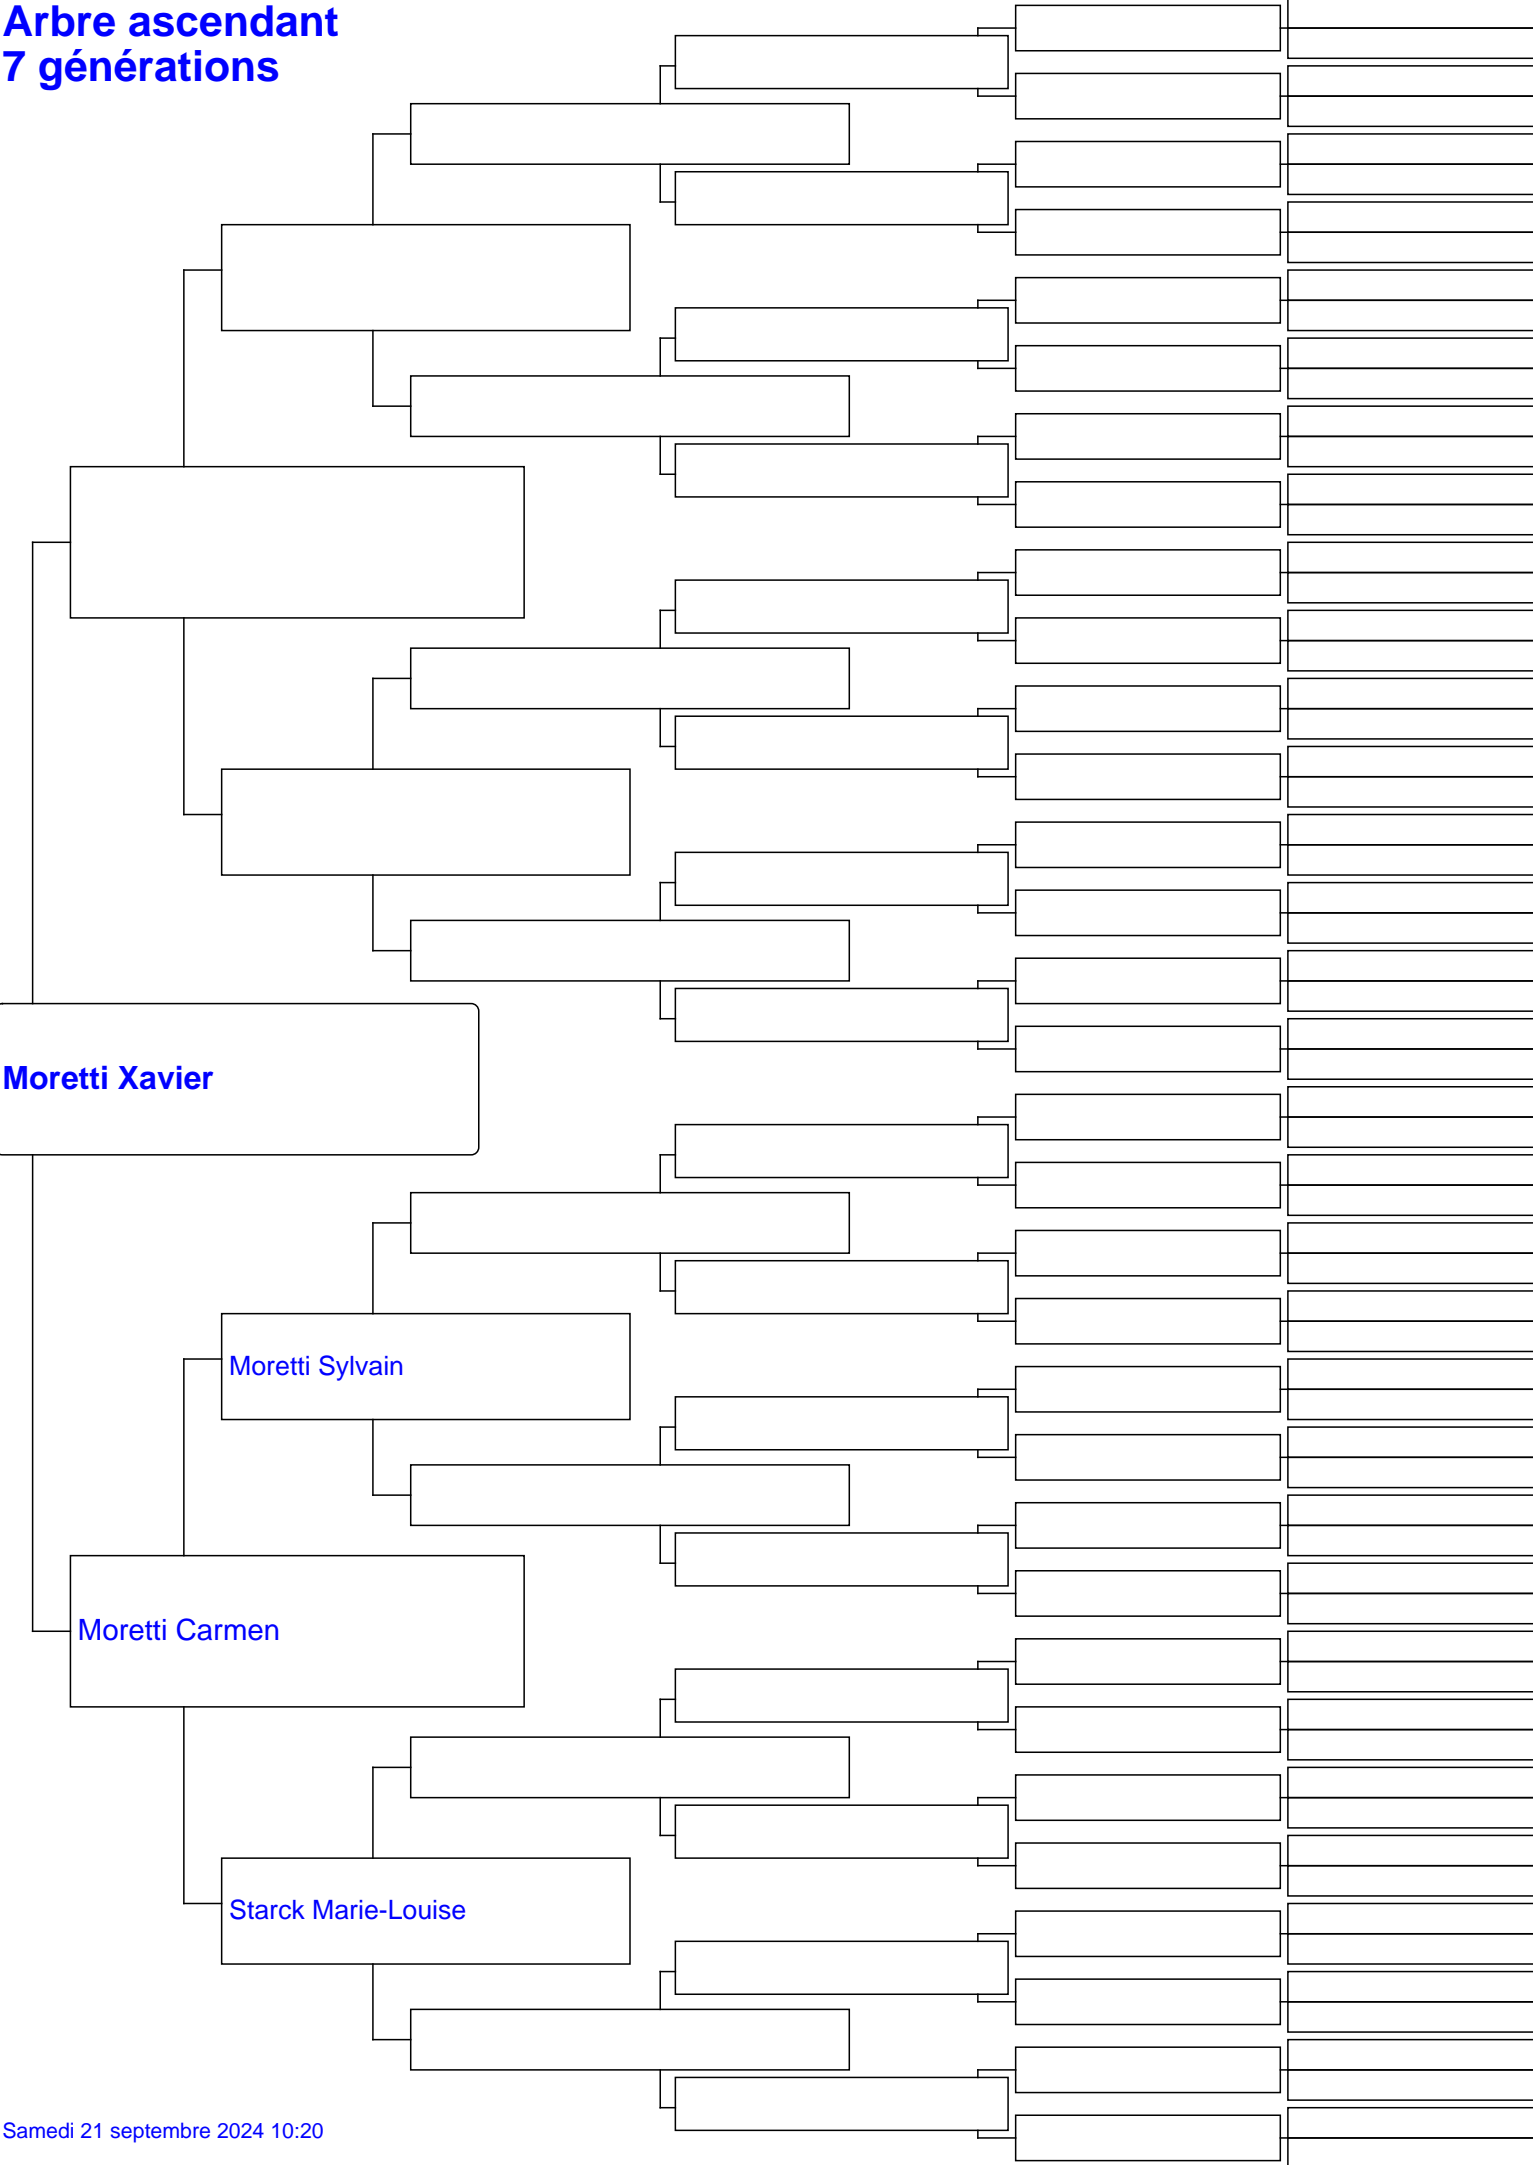 Arbre ascendant
7 générations
Moretti Xavier
Moretti Sylvain
Moretti Carmen
Starck Marie-Louise
Samedi 21 septembre 2024 10:20